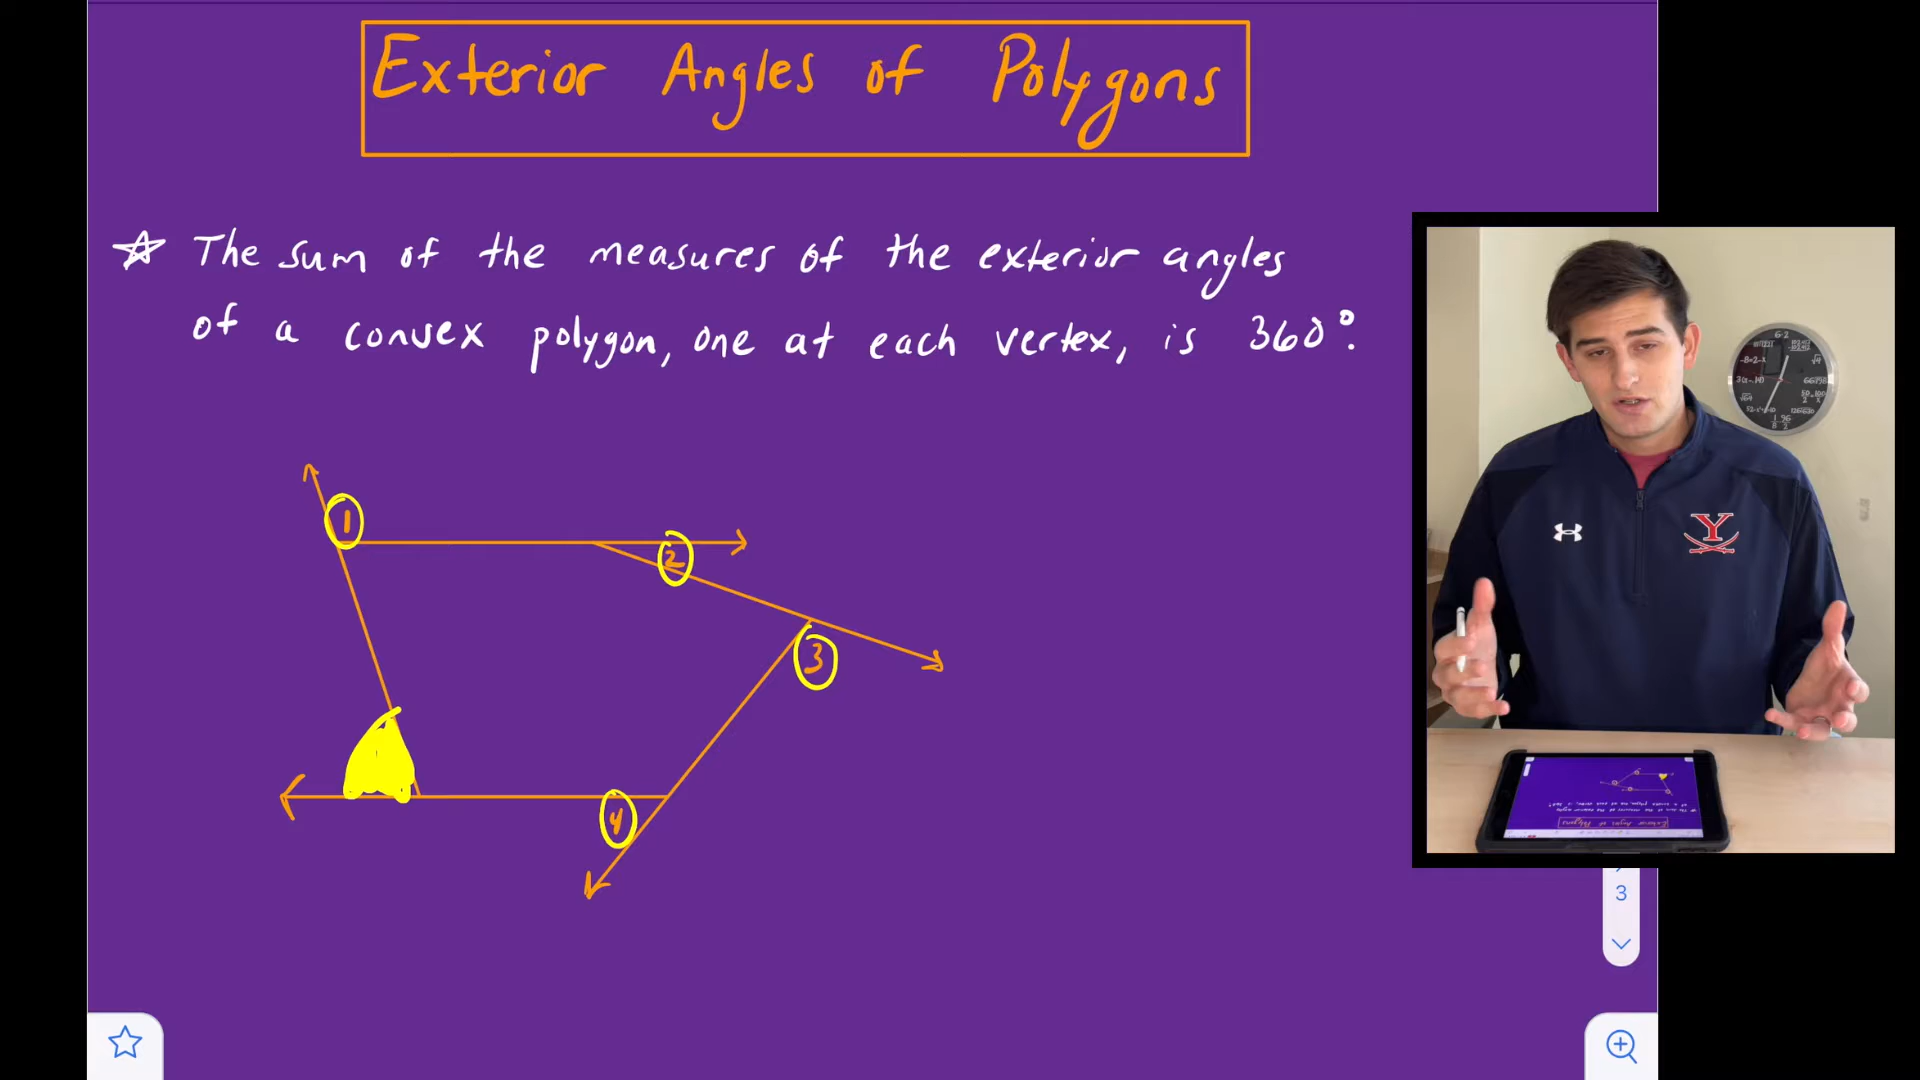 Exterior Angles of Polygons
☆ The sum of the measures of the exterior angles
of a convex polygon, one at each vertex, is 360°.
1
2
3
4
Y
3